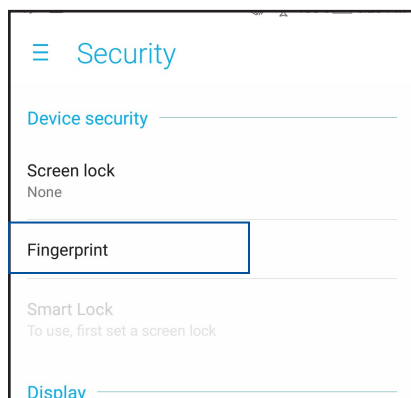 Security
Device security
Screen lock
None
Fingerprint
Smart Lock
To use, first set a screen lock
Display